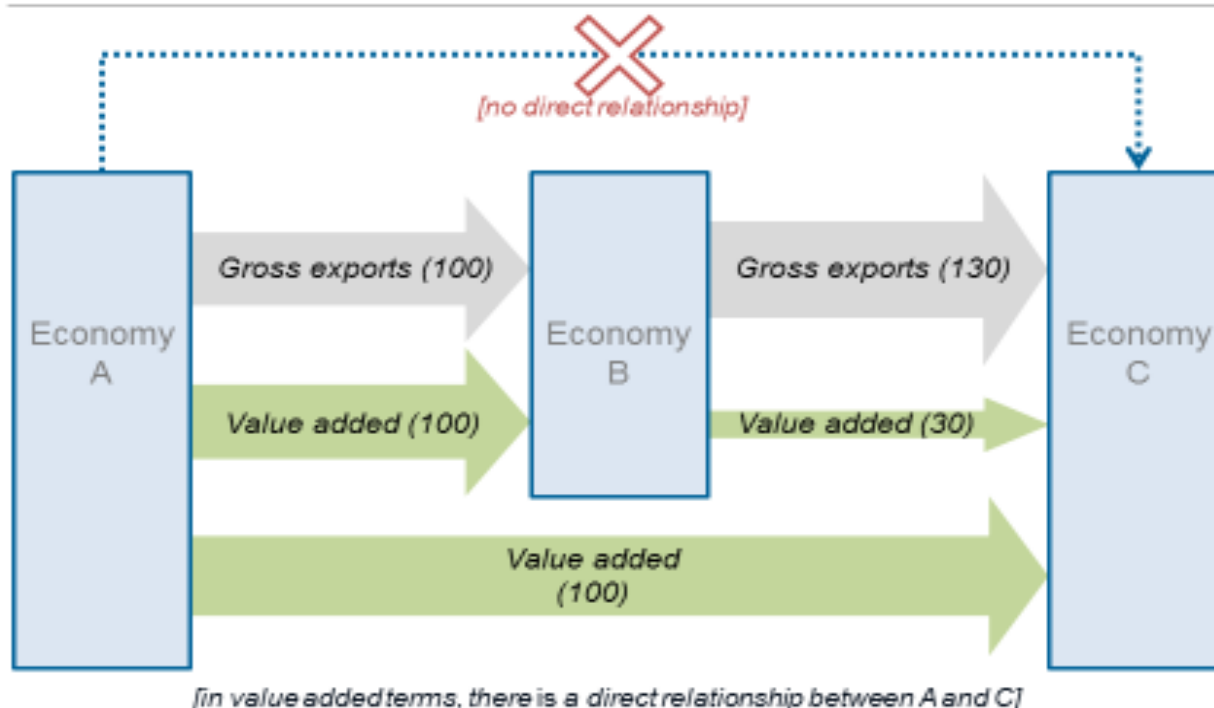 [no direct relationship]
Gross exports (100)
Gross exports (130)
Economy
A
Economy
B
Economy
C
Value added (100)
Value added (30)
Value added
(100)
[in value added terms, there is a direct relationship between A and C]